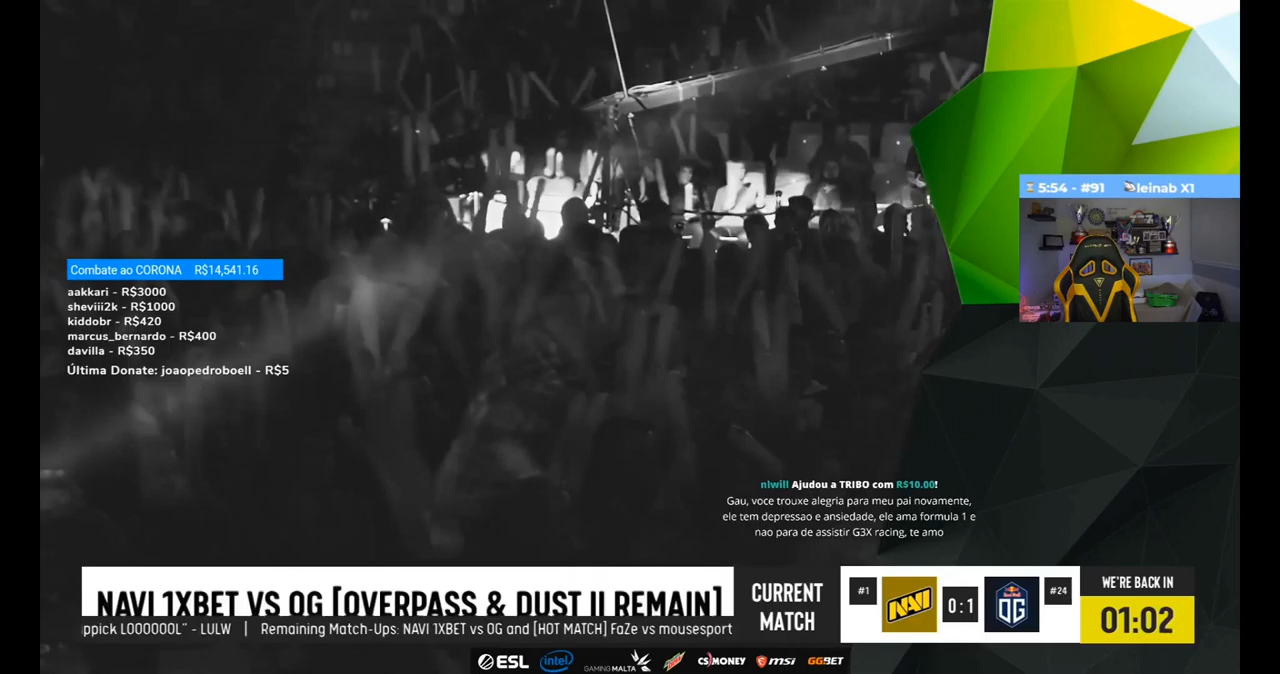 5:54 - #91
leinab X1
Combate ao CORONA R$14,541.16
aakkari - R$3000
sheviii2k - R$1000
kiddobr - R$420
marcus_bernardo - R$400
davilla - R$350
Última Donate: joaopedroboell - R$5
nlwill Ajudou a TRIBO com R$10.00!
Gau, voce trouxe alegria para meu pai novamente,
ele tem depressao e ansiedade, ele ama formula 1 e
nao para de assistir G3X racing, te amo
NAVI 1XBET VS OG [OVERPASS & DUST II REMAIN]
ppick LOOOOOL" - LULW | Remaining Match-Ups: NAVI 1XBET vs OG and [HOT MATCH] FaZe vs mousesport
CURRENT
MATCH
#1
NAVI
0:1
Red Bull
OG
#24
WE'RE BACK IN
01:02
ESL
intel
GAMING MALTA
CS MONEY
msi
GGBET